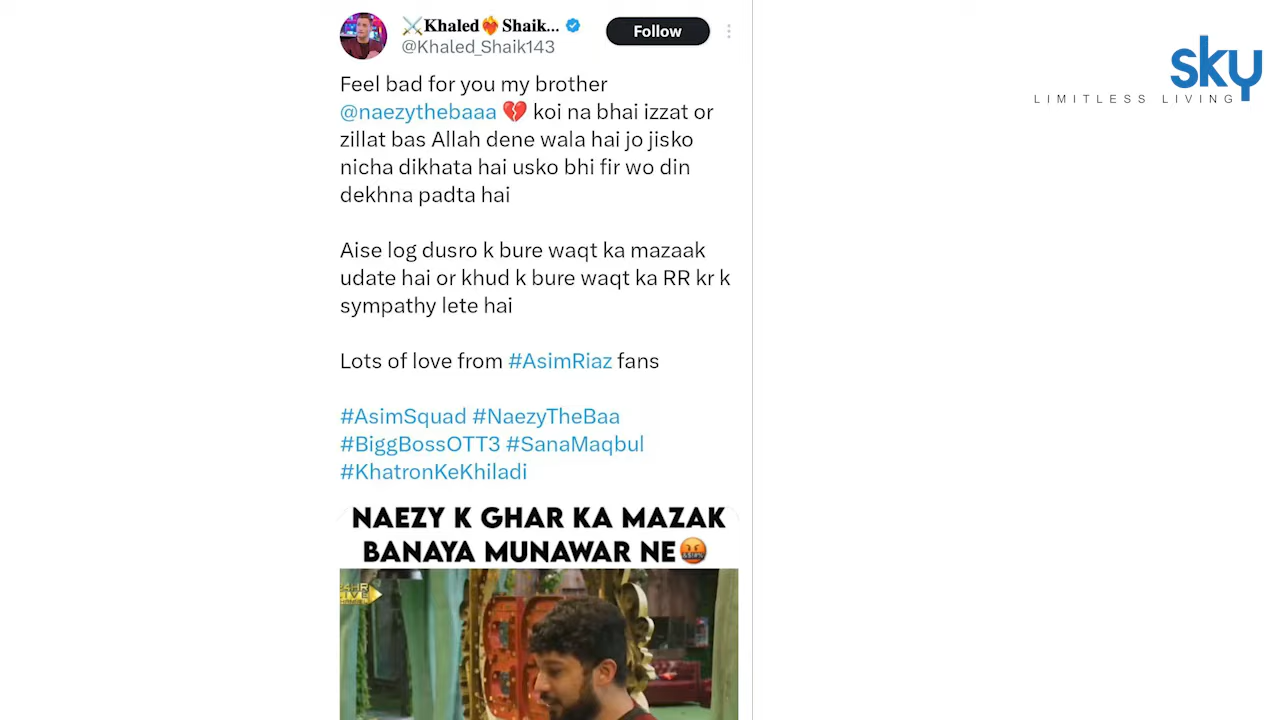 ⚔️Khaled❤️‍🔥Shaik...
Follow
@Khaled_Shaik143
Feel bad for you my brother
@naezythebaaa 💔 koi na bhai izzat or
zillat bas Allah dene wala hai jo jisko
nicha dikhata hai usko bhi fir wo din
dekhna padta hai
Aise log dusro k bure waqt ka mazaak
udate hai or khud k bure waqt ka RR kr k
sympathy lete hai
Lots of love from #AsimRiaz fans
#AsimSquad #NaezyTheBaa
#BiggBossOTT3 #SanaMaqbul
#KhatronKeKhiladi
NAEZY K GHAR KA MAZAK
BANAYA MUNAWAR NE🤬
sky
LIMITLESS LIVING